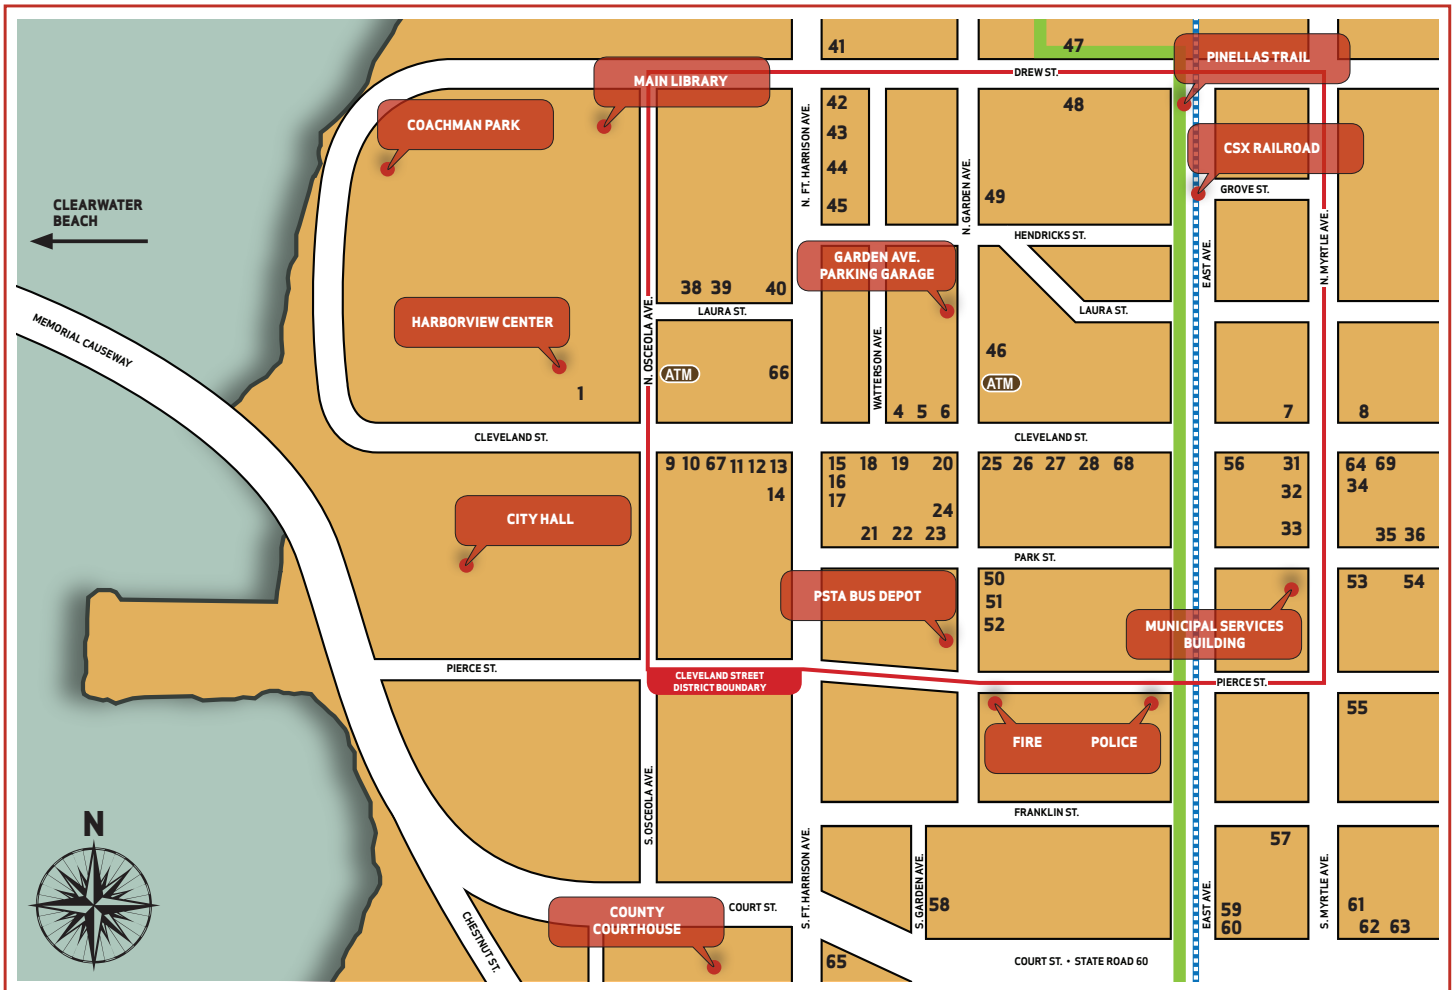 41
47
PINELLAS TRAIL
DREW ST.
MAIN LIBRARY
COACHMAN PARK
42
43
44
45
N. FT. HARRISON AVE.
N. GARDEN AVE.
48
49
CSX RAILROAD
GROVE ST.
CLEARWATER
BEACH
HENDRICKS ST.
EAST AVE.
N. MYRTLE AVE.
GARDEN AVE.
PARKING GARAGE
38 39 40
LAURA ST.
LAURA ST.
MEMORIAL CAUSEWAY
HARBORVIEW CENTER
N. OSCEOLA AVE.
WATTERSON AVE.
1
ATM
66
46
ATM
4 5 6
7
8
CLEVELAND ST.
CLEVELAND ST.
9 10 67 11 12 13
14
15 18 19 20
16
17
24
21 22 23
25 26 27 28 68
56 31
32
33
64 69
34
35 36
CITY HALL
PARK ST.
PSTA BUS DEPOT
50
51
52
53 54
MUNICIPAL SERVICES
BUILDING
PIERCE ST.
CLEVELAND STREET
DISTRICT BOUNDARY
PIERCE ST.
FIRE POLICE
55
S. OSCEOLA AVE.
FRANKLIN ST.
N
S. FT. HARRISON AVE.
S. GARDEN AVE.
EAST AVE.
S. MYRTLE AVE.
57
58
59
60
61
62 63
COUNTY
COURTHOUSE
COURT ST.
CHESTNUT ST.
65
COURT ST. • STATE ROAD 60